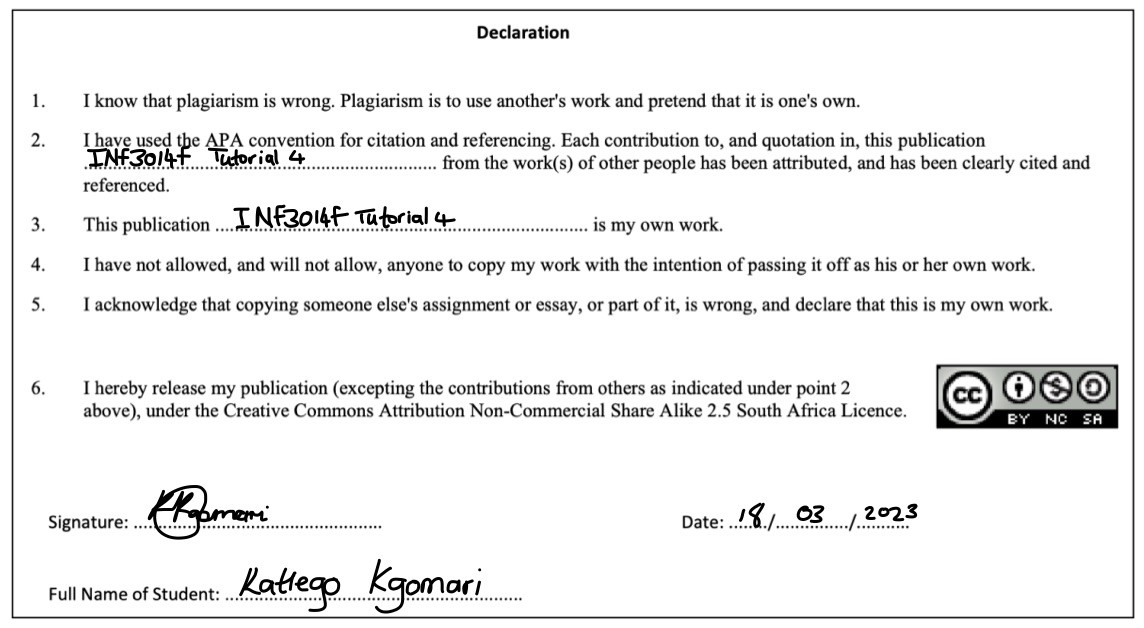 Declaration
1. I know that plagiarism is wrong. Plagiarism is to use another's work and pretend that it is one's own.
2. I have used the APA convention for citation and referencing. Each contribution to, and quotation in, this publication
INF3014f Tutorial 4 from the work(s) of other people has been attributed, and has been clearly cited and
referenced.
3. This publication ....INF3014f Tutorial 4.... is my own work.
4. I have not allowed, and will not allow, anyone to copy my work with the intention of passing it off as his or her own work.
5. I acknowledge that copying someone else's assignment or essay, or part of it, is wrong, and declare that this is my own work.
6. I hereby release my publication (excepting the contributions from others as indicated under point 2
above), under the Creative Commons Attribution Non-Commercial Share Alike 2.5 South Africa Licence.
cc BY NC SA
Signature: KKgomari Date: 18/03/2023
Full Name of Student: Katlego Kgomari